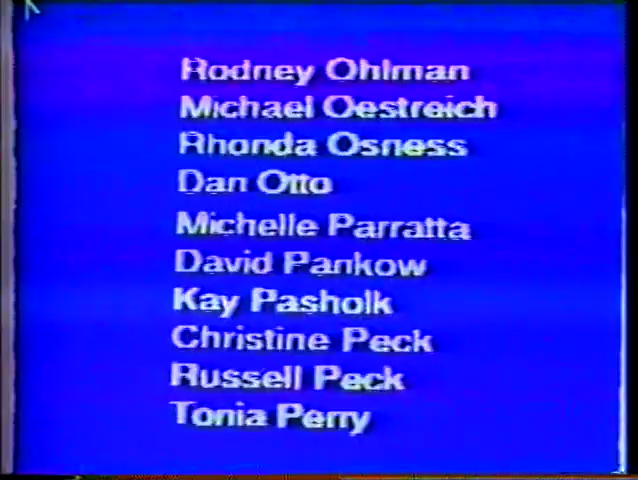 Rodney Ohlman
Michael Oestreich
Rhonda Osness
Dan Otto
Michelle Parratta
David Pankow
Kay Pasholk
Christine Peck
Russell Peck
Tonia Perry